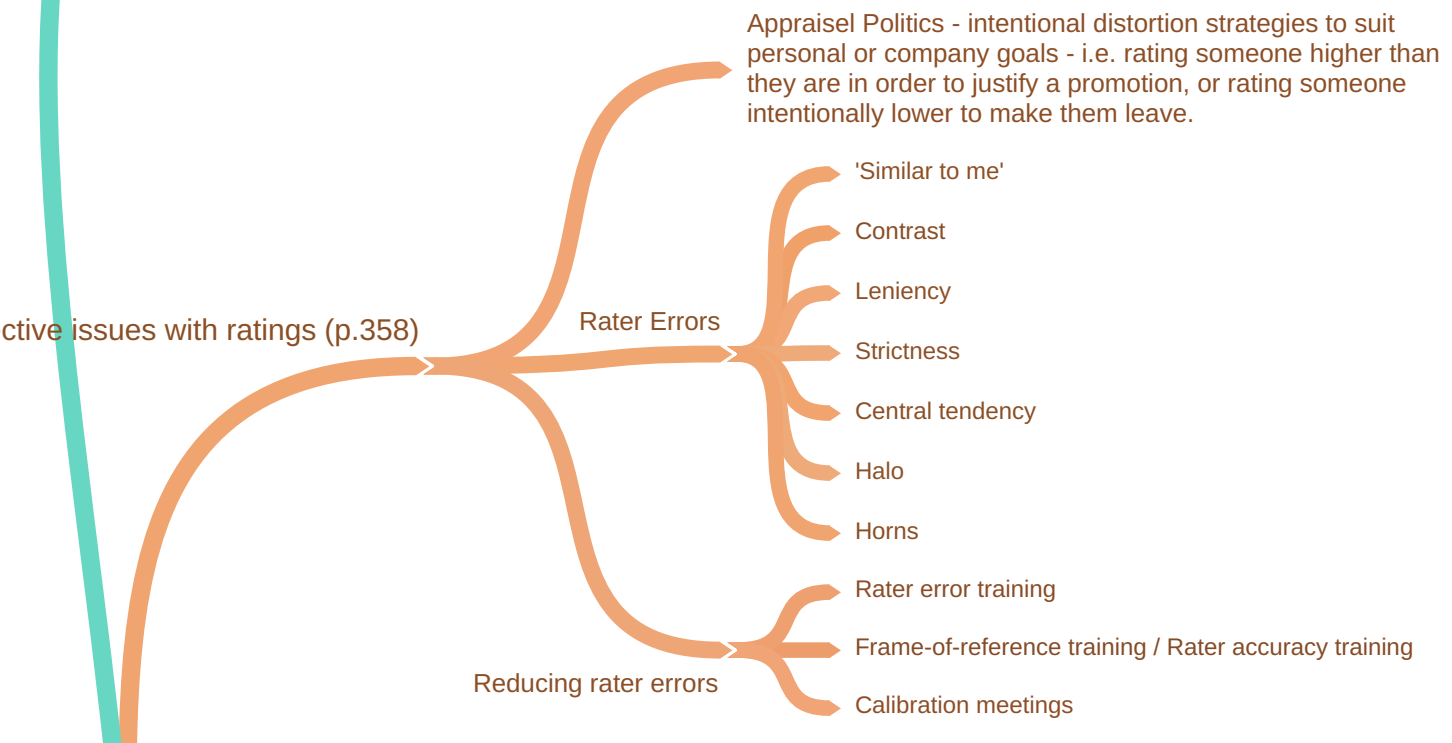 Appraisel Politics - intentional distortion strategies to suit
personal or company goals - i.e. rating someone higher than
they are in order to justify a promotion, or rating someone
intentionally lower to make them leave.
'Similar to me'
Contrast
Leniency
Rater Errors
ctive issues with ratings (p.358)
Strictness
Central tendency
Halo
Horns
Rater error training
Frame-of-reference training / Rater accuracy training
Reducing rater errors
Calibration meetings